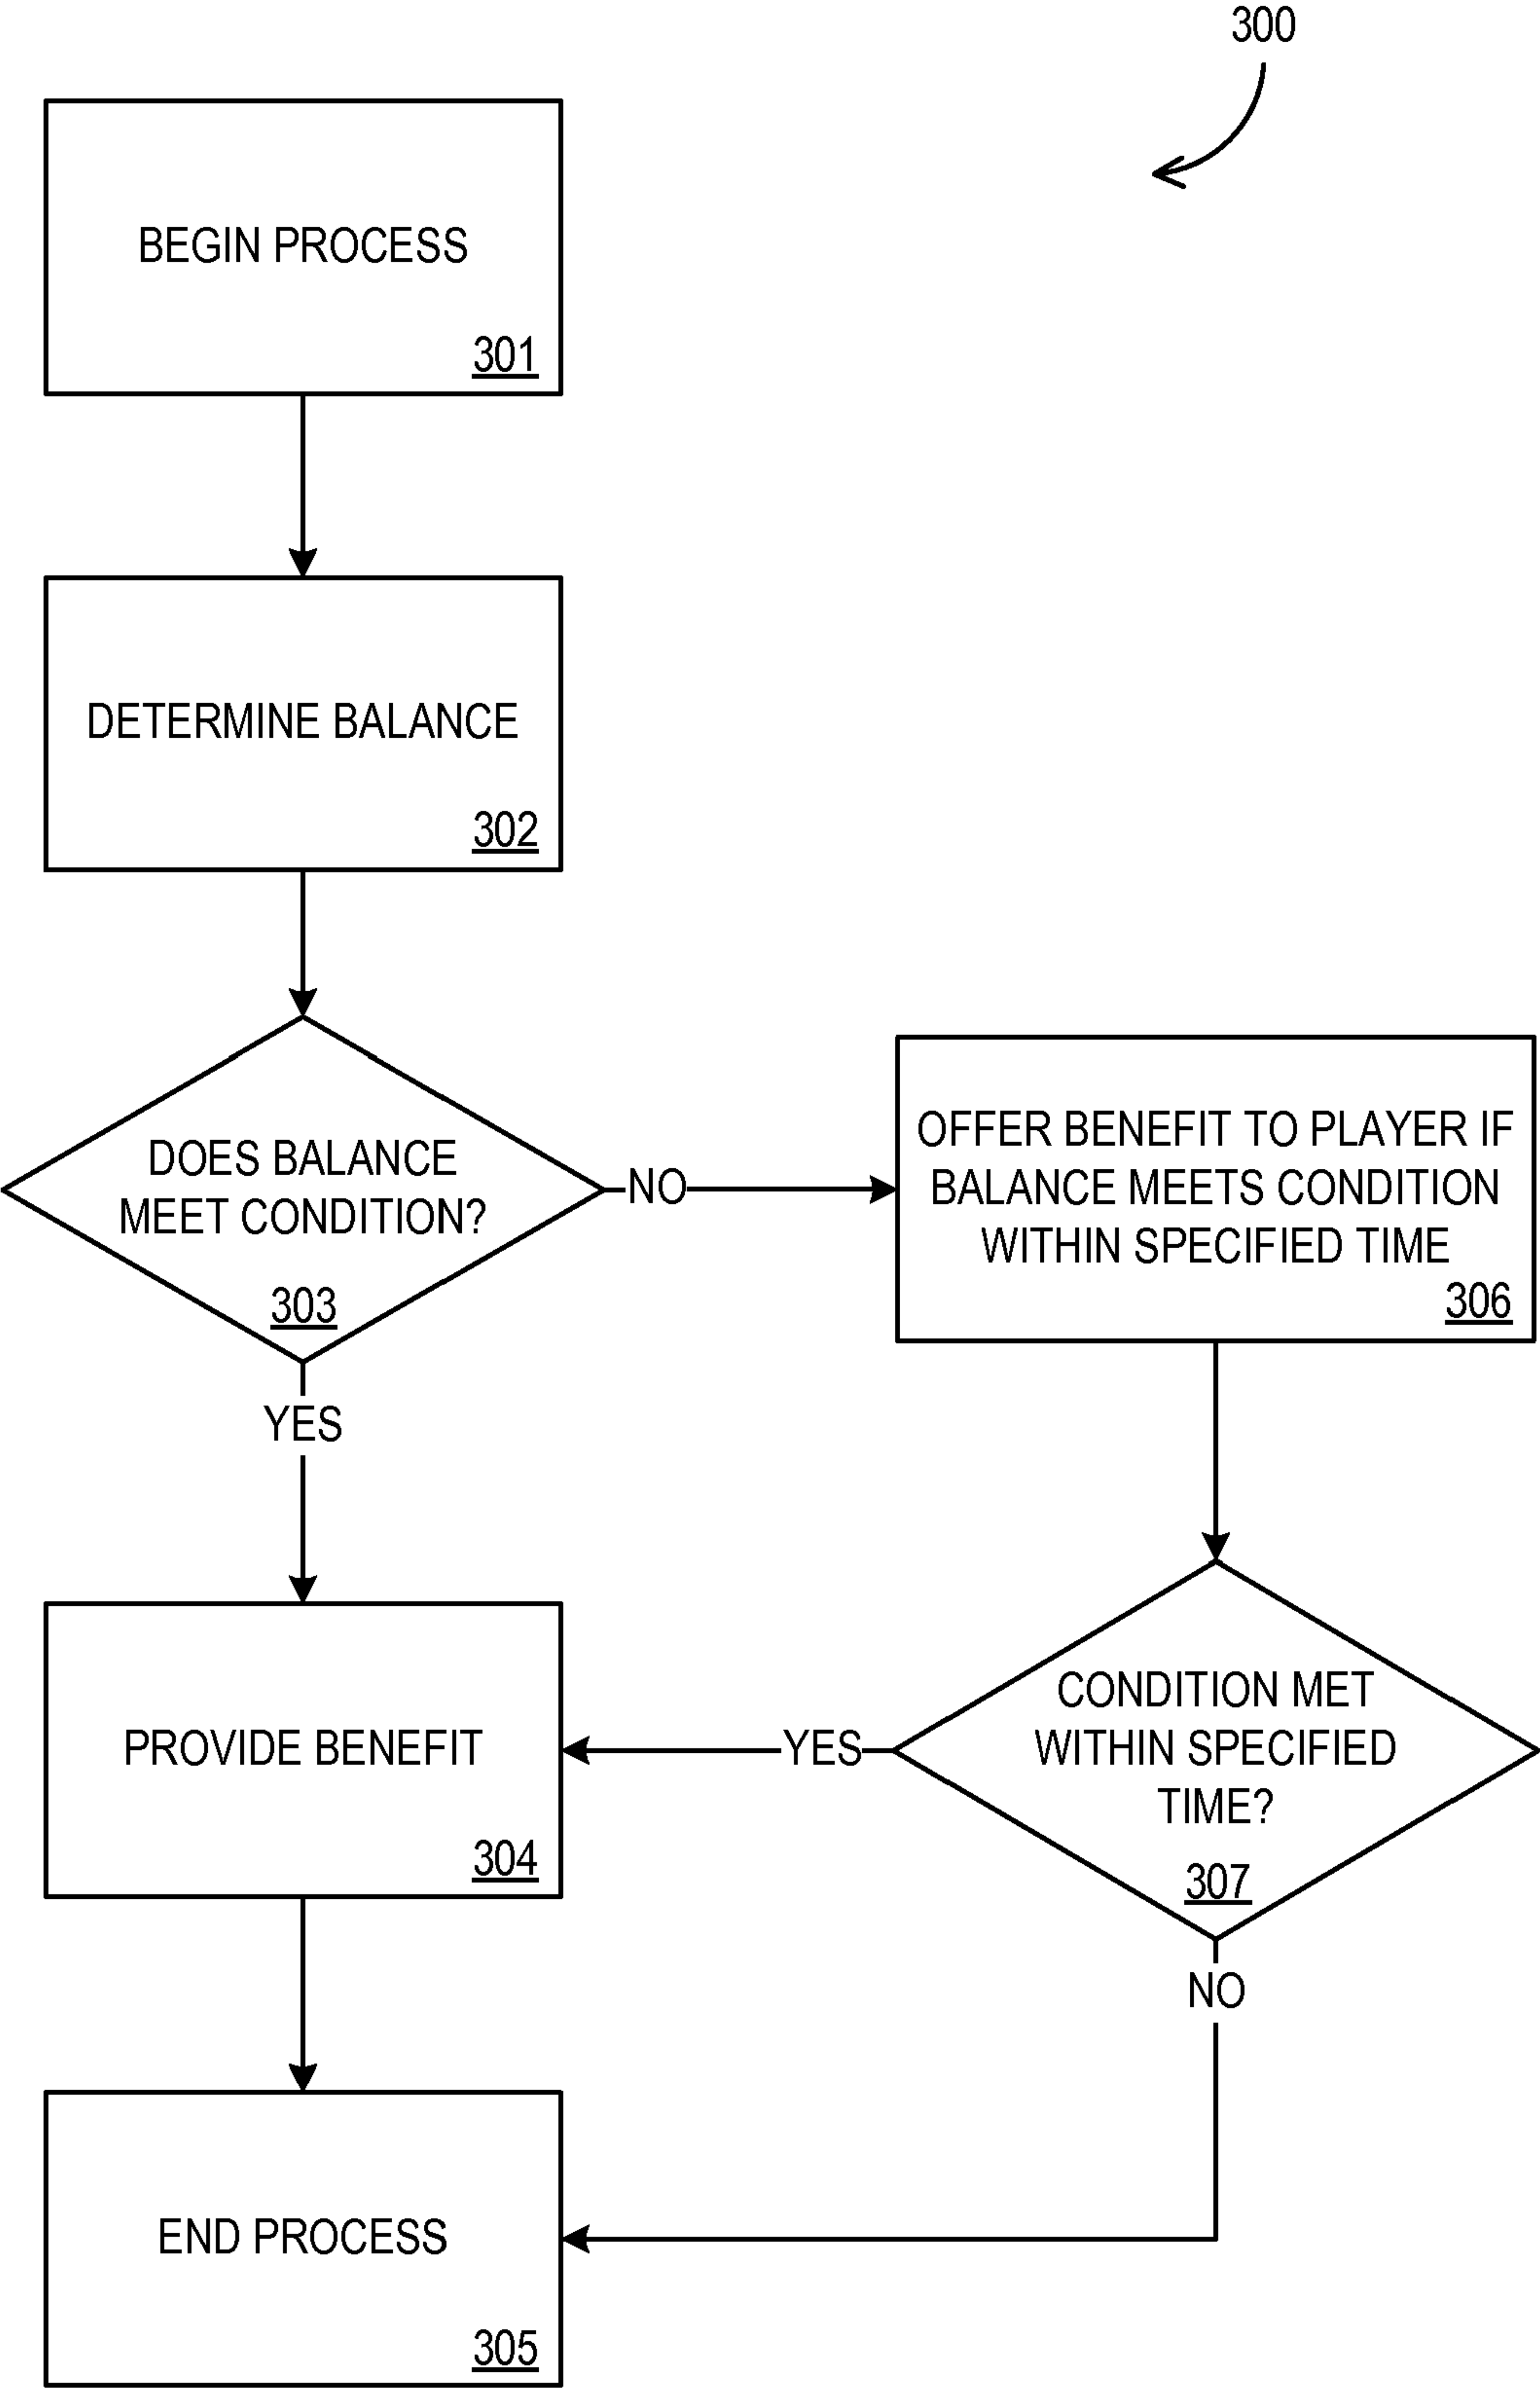 300
BEGIN PROCESS
301
DETERMINE BALANCE
302
DOES BALANCE
MEET CONDITION?
303
NO
OFFER BENEFIT TO PLAYER IF
BALANCE MEETS CONDITION
WITHIN SPECIFIED TIME
306
YES
PROVIDE BENEFIT
304
YES
CONDITION MET
WITHIN SPECIFIED
TIME?
307
NO
END PROCESS
305